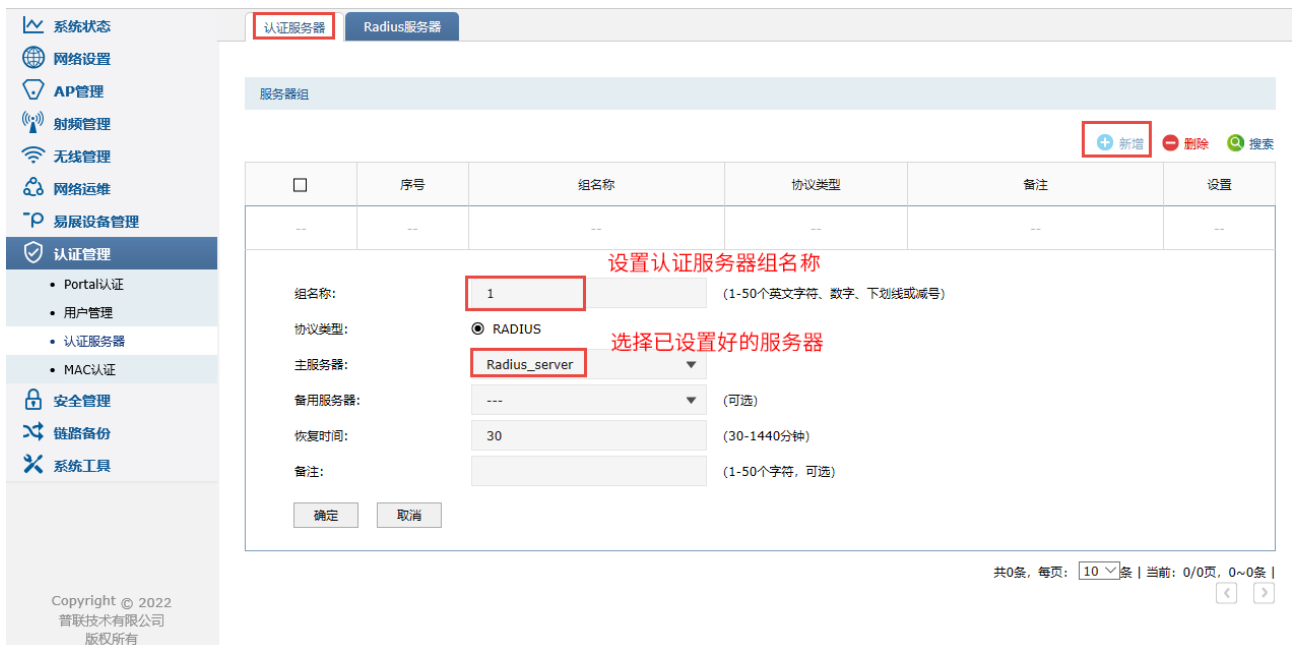 系统状态
网络设置
AP管理
射频管理
无线管理
网络运维
易展设备管理
认证管理
• Portal认证
• 用户管理
• 认证服务器
• MAC认证
安全管理
链路备份
系统工具
Copyright © 2022
普联技术有限公司
版权所有
认证服务器 Radius服务器
服务器组
新增 删除 搜索
序号 组名称 协议类型 备注 设置
-- -- -- -- -- --
设置认证服务器组名称
组名称: 1 (1-50个英文字符、数字、下划线或减号)
协议类型: RADIUS
选择已设置好的服务器
主服务器: Radius_server
备用服务器: --- (可选)
恢复时间: 30 (30-1440分钟)
备注: (1-50个字符, 可选)
确定 取消
共0条, 每页: 10 条 | 当前: 0/0页, 0~0条 |
< >